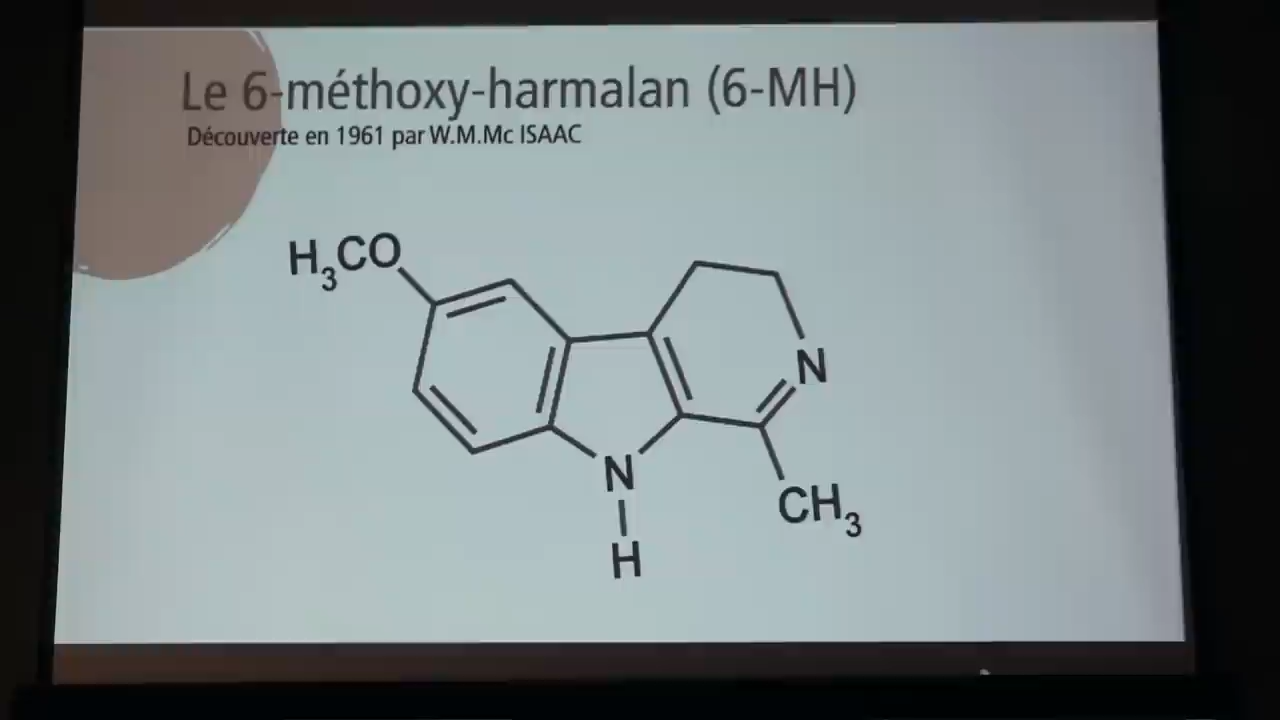 Le 6-méthoxy-harmalan (6-MH)
Découverte en 1961 par W.M.Mc ISAAC
H₃CO
N
N
H
CH₃